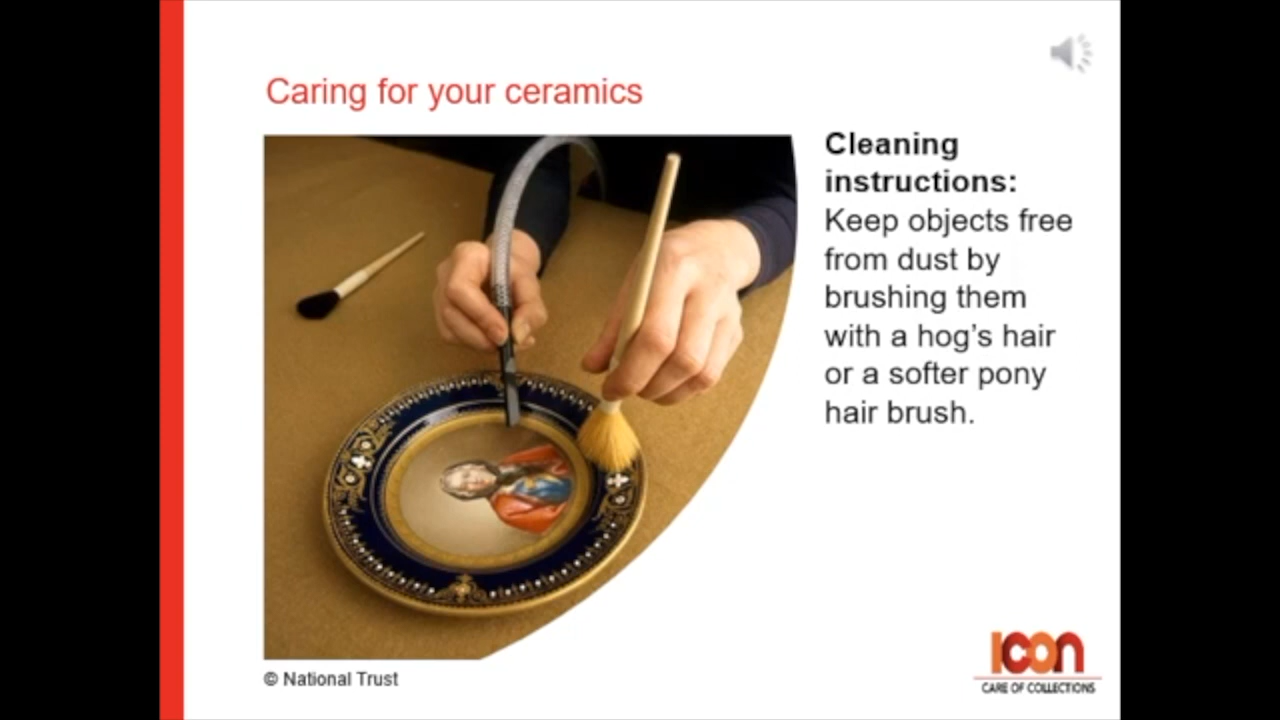 Caring for your ceramics
Cleaning
instructions:
Keep objects free
from dust by
brushing them
with a hog's hair
or a softer pony
hair brush.
© National Trust
Icon
CARE OF COLLECTIONS